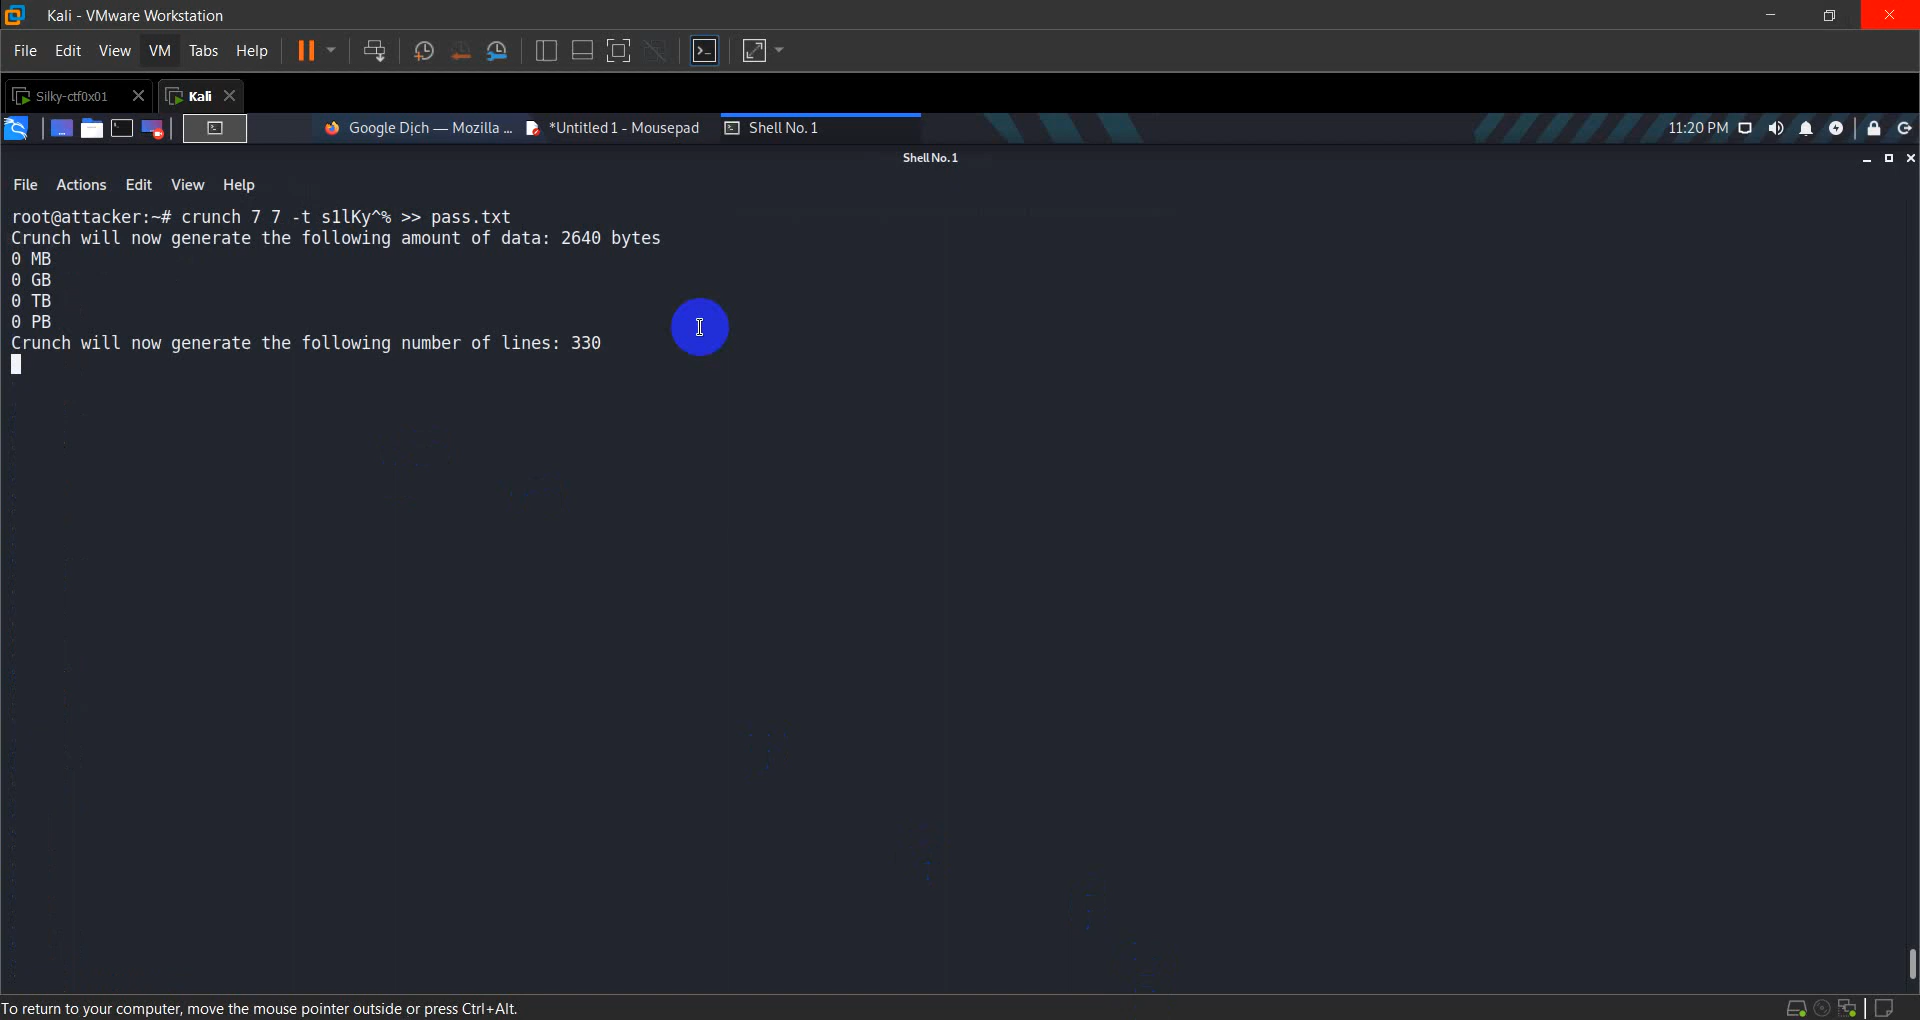 Kali - VMware Workstation
File Edit View VM Tabs Help
Silky-ctf0x01 Kali
Google Dịch — Mozilla ... *Untitled 1 - Mousepad Shell No. 1 11:20 PM
Shell No. 1
File Actions Edit View Help
root@attacker:~# crunch 7 7 -t s1lKy^% >> pass.txt
Crunch will now generate the following amount of data: 2640 bytes
0 MB
0 GB
0 TB
0 PB
Crunch will now generate the following number of lines: 330
To return to your computer, move the mouse pointer outside or press Ctrl+Alt.